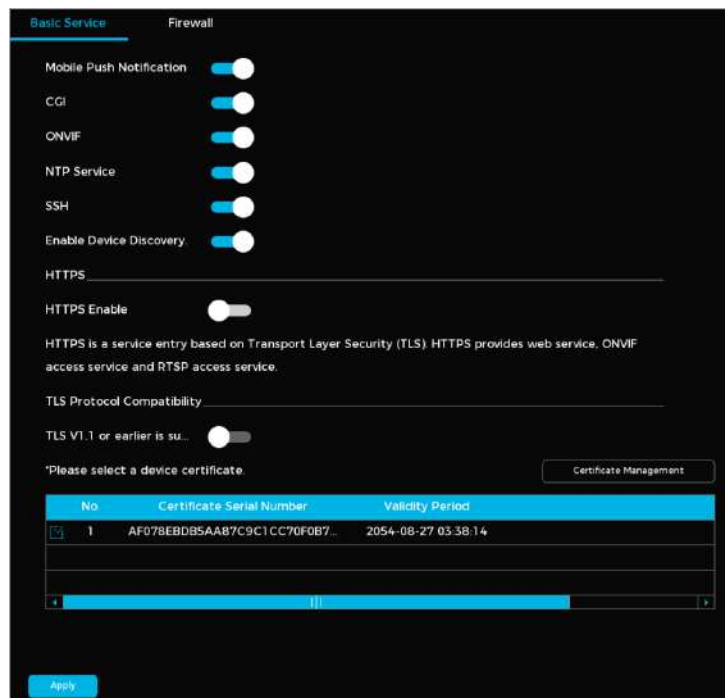 Basic Service Firewall
Mobile Push Notification
CGI
ONVIF
NTP Service
SSH
Enable Device Discovery.
HTTPS
HTTPS Enable
HTTPS is a service entry based on Transport Layer Security (TLS). HTTPS provides web service, ONVIF
access service and RTSP access service.
TLS Protocol Compatibility
TLS V1.1 or earlier is su...
*Please select a device certificate.
Certificate Management
No. Certificate Serial Number Validity Period
1 AF078EBDB5AA87C9C1CC70F0B7... 2054-08-27 03:38:14
Apply